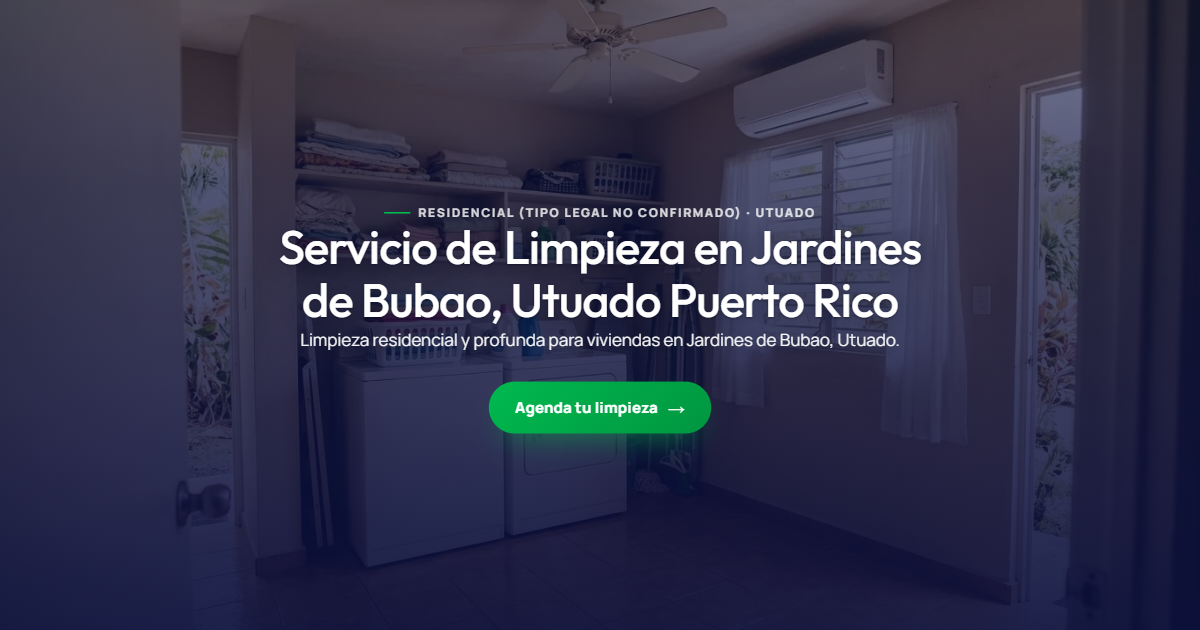 RESIDENCIAL (TIPO LEGAL NO CONFIRMADO) · UTUADO
Servicio de Limpieza en Jardines
de Bubao, Utuado Puerto Rico
Limpieza residencial y profunda para viviendas en Jardines de Bubao, Utuado.
Agenda tu limpieza →